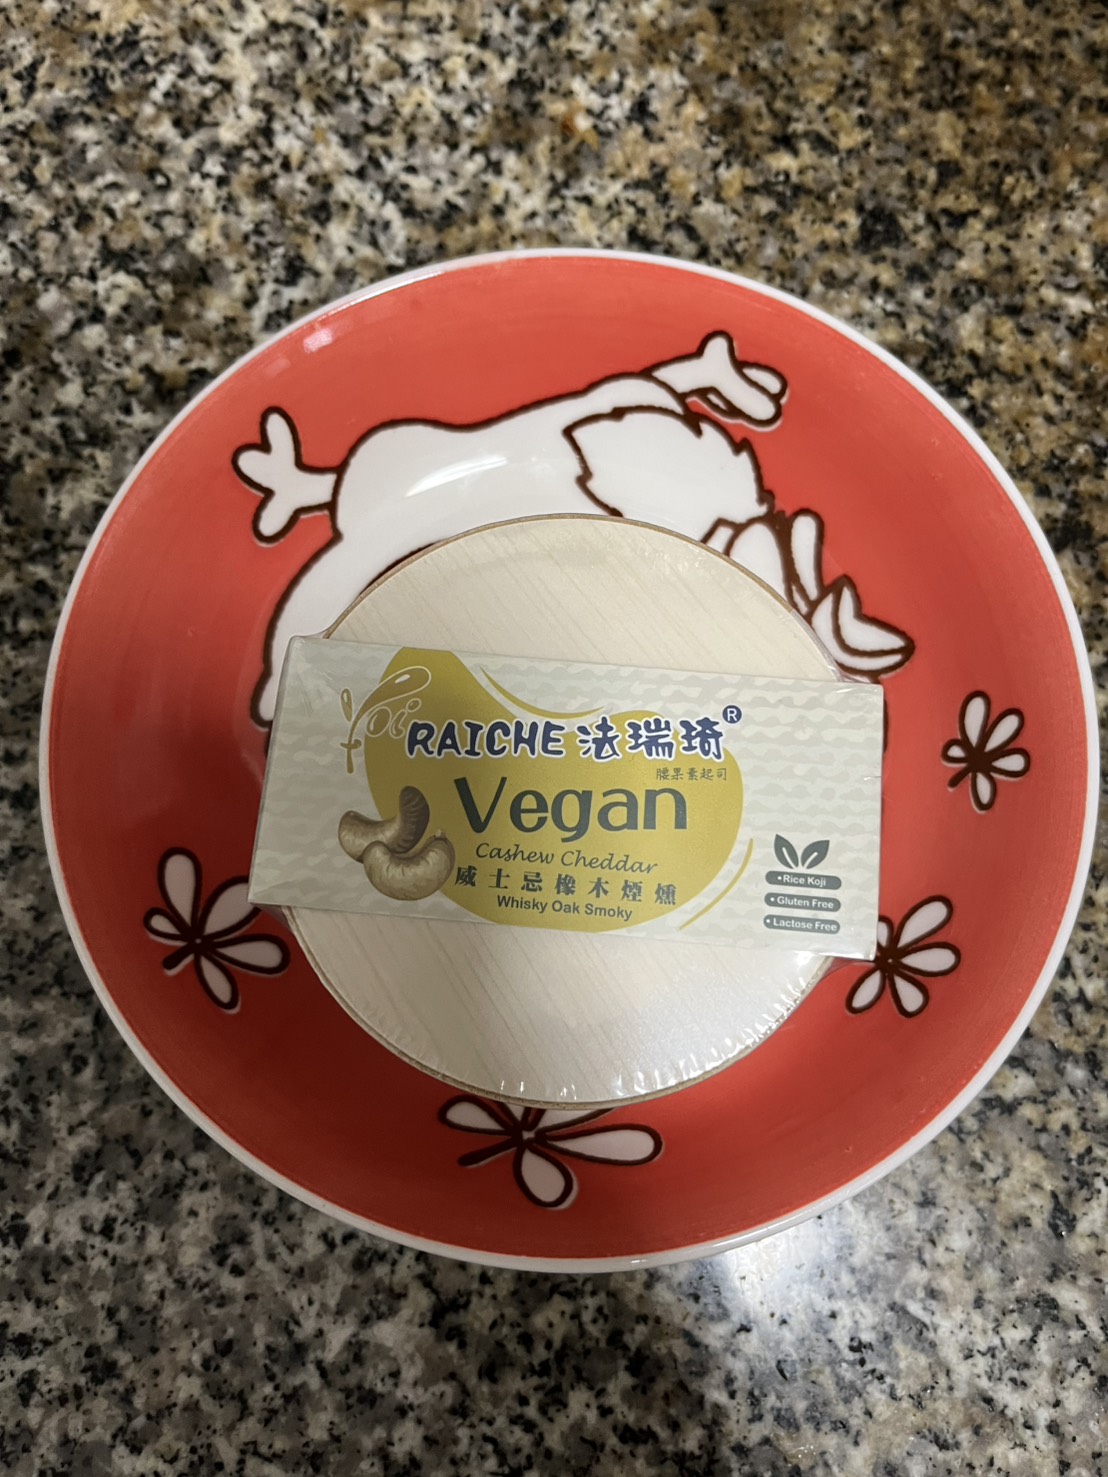 Koji
RAICHE 法瑞琦®
腰果素起司
Vegan
Cashew Cheddar
威士忌橡木煙燻
Whisky Oak Smoky
• Rice Koji
• Gluten Free
• Lactose Free